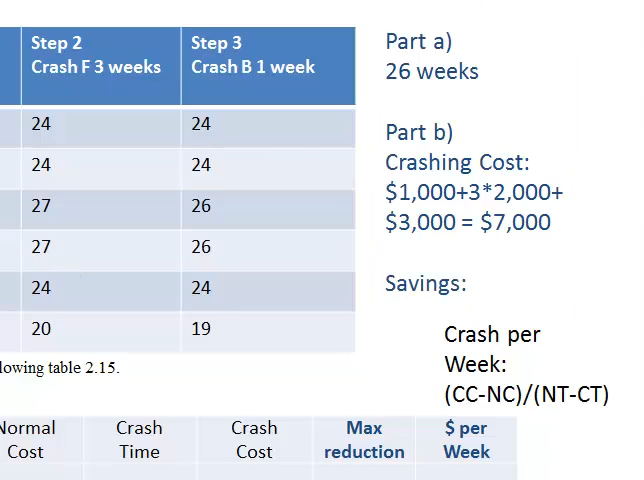 Step 2
Crash F 3 weeks
Step 3
Crash B 1 week
24
24
24
24
27
26
27
26
24
24
20
19
lowing table 2.15.
Part a)
26 weeks
Part b)
Crashing Cost:
$1,000+3*2,000+
$3,000 = $7,000
Savings:
Crash per
Week:
(CC-NC)/(NT-CT)
Normal
Cost
Crash
Time
Crash
Cost
Max
reduction
$ per
Week